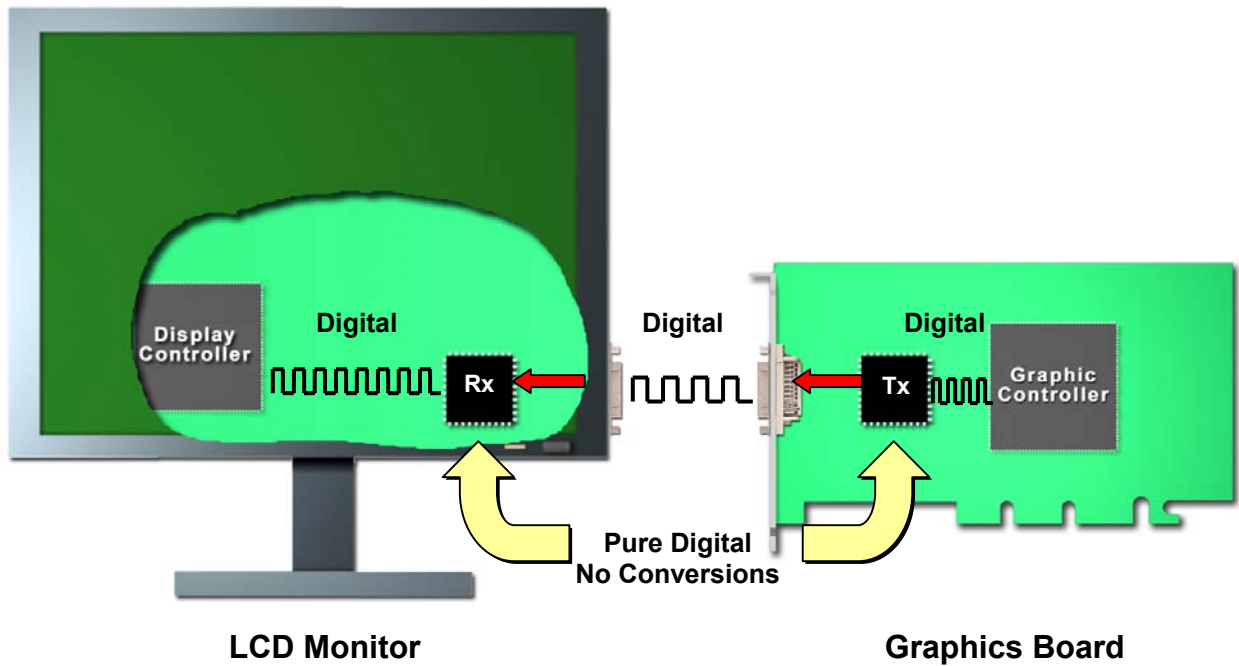 Digital
Digital
Digital
Display
Controller
Rx
Tx
Graphic
Controller
Pure Digital
No Conversions
LCD Monitor
Graphics Board